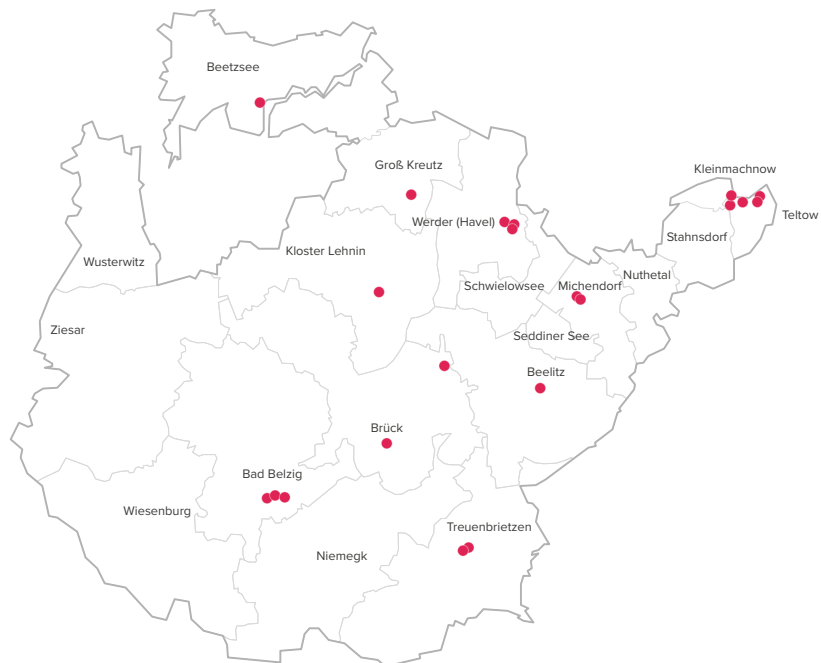 Beetzsee
Groß Kreutz
Kleinmachnow
Teltow
Werder (Havel)
Stahnsdorf
Kloster Lehnin
Wusterwitz
Nuthetal
Schwielowsee
Michendorf
Ziesar
Seddiner See
Beelitz
Brück
Bad Belzig
Wiesenburg
Treuenbrietzen
Niemegk